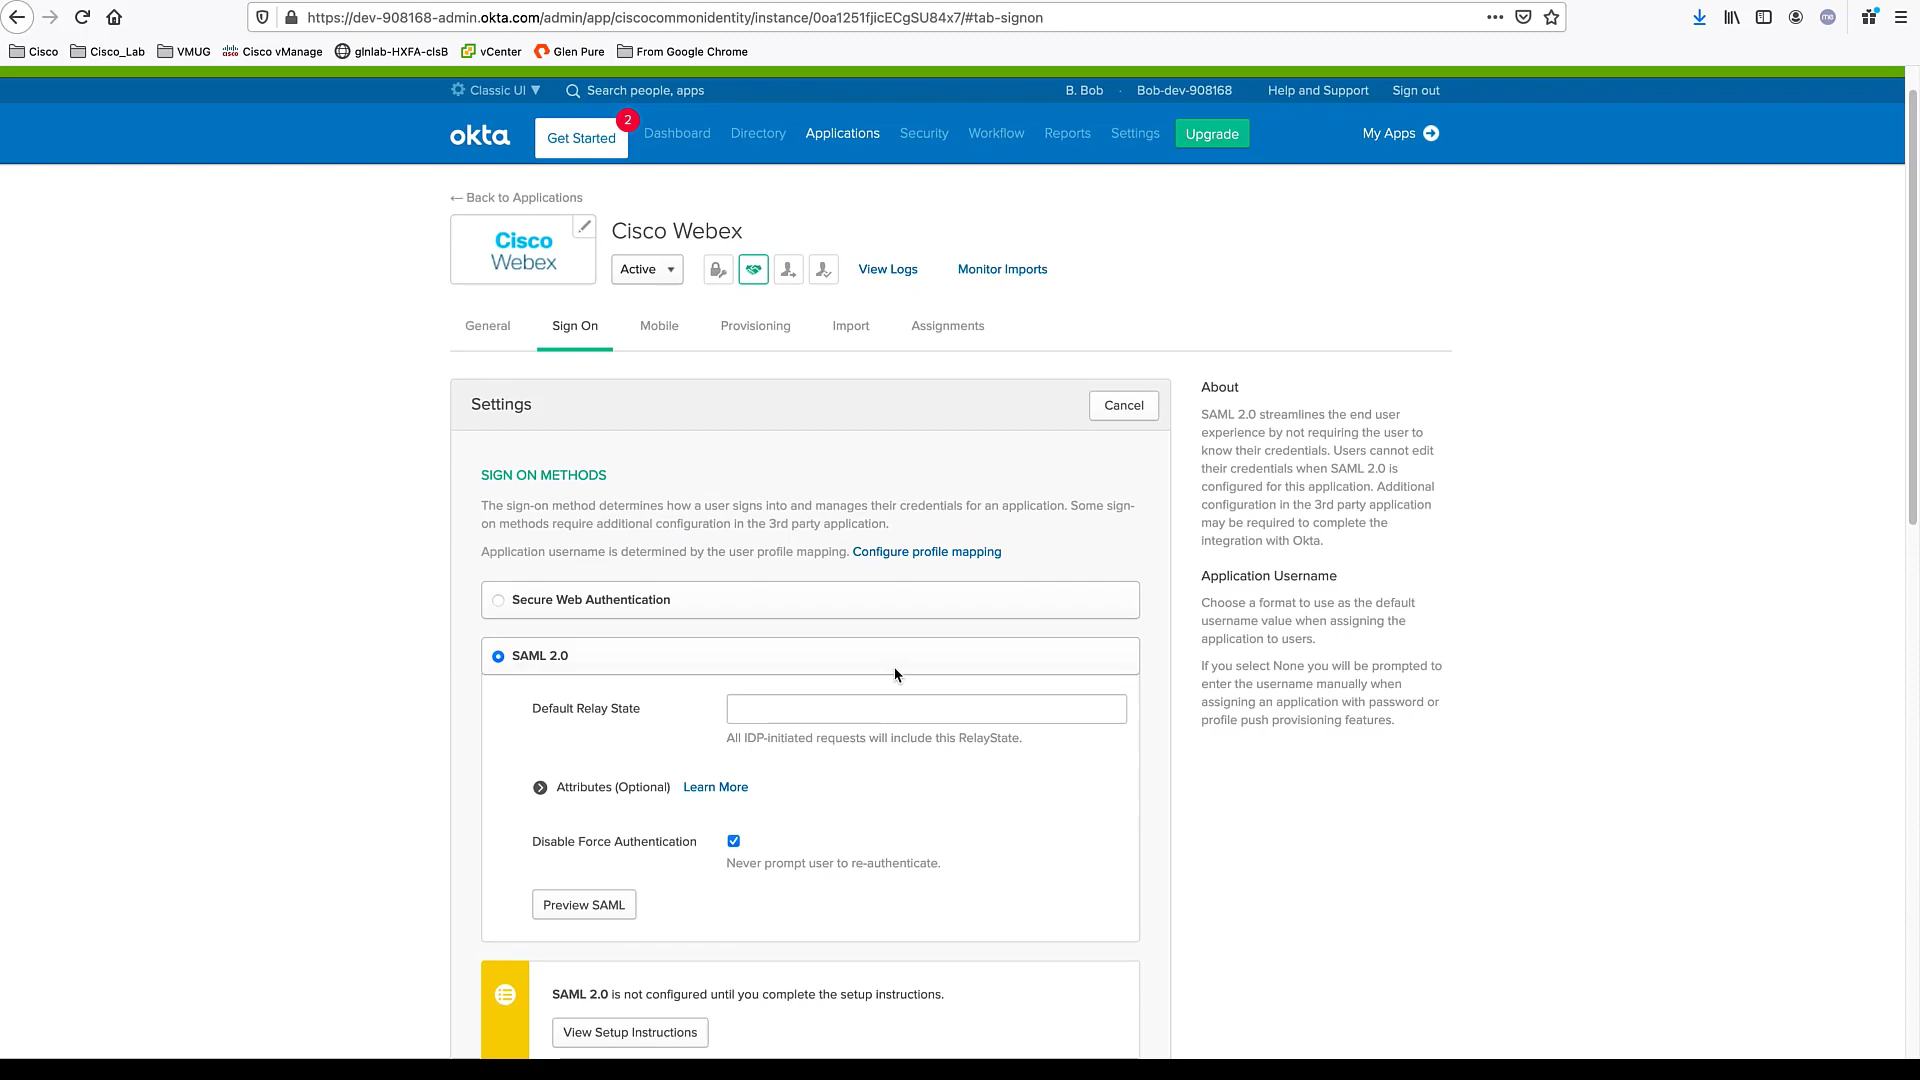 https://dev-908168-admin.okta.com/admin/app/ciscocommonidentity/instance/0oa1251fjicECgSU84x7/#tab-signon
Cisco Cisco_Lab VMUG Cisco vManage glnlab-HXFA-clsB vCenter Glen Pure From Google Chrome
Classic UI ▼ Search people, apps B. Bob · Bob-dev-908168 Help and Support Sign out
okta Get Started 2 Dashboard Directory Applications Security Workflow Reports Settings Upgrade My Apps
← Back to Applications
Cisco Webex
Cisco Webex
Active ▼ View Logs Monitor Imports
General Sign On Mobile Provisioning Import Assignments
Settings Cancel
SIGN ON METHODS
The sign-on method determines how a user signs into and manages their credentials for an application. Some sign-
on methods require additional configuration in the 3rd party application.
Application username is determined by the user profile mapping. Configure profile mapping
Secure Web Authentication
SAML 2.0
Default Relay State
All IDP-initiated requests will include this RelayState.
Attributes (Optional) Learn More
Disable Force Authentication
Never prompt user to re-authenticate.
Preview SAML
SAML 2.0 is not configured until you complete the setup instructions.
View Setup Instructions
About
SAML 2.0 streamlines the end user
experience by not requiring the user to
know their credentials. Users cannot edit
their credentials when SAML 2.0 is
configured for this application. Additional
configuration in the 3rd party application
may be required to complete the
integration with Okta.
Application Username
Choose a format to use as the default
username value when assigning the
application to users.
If you select None you will be prompted to
enter the username manually when
assigning an application with password or
profile push provisioning features.